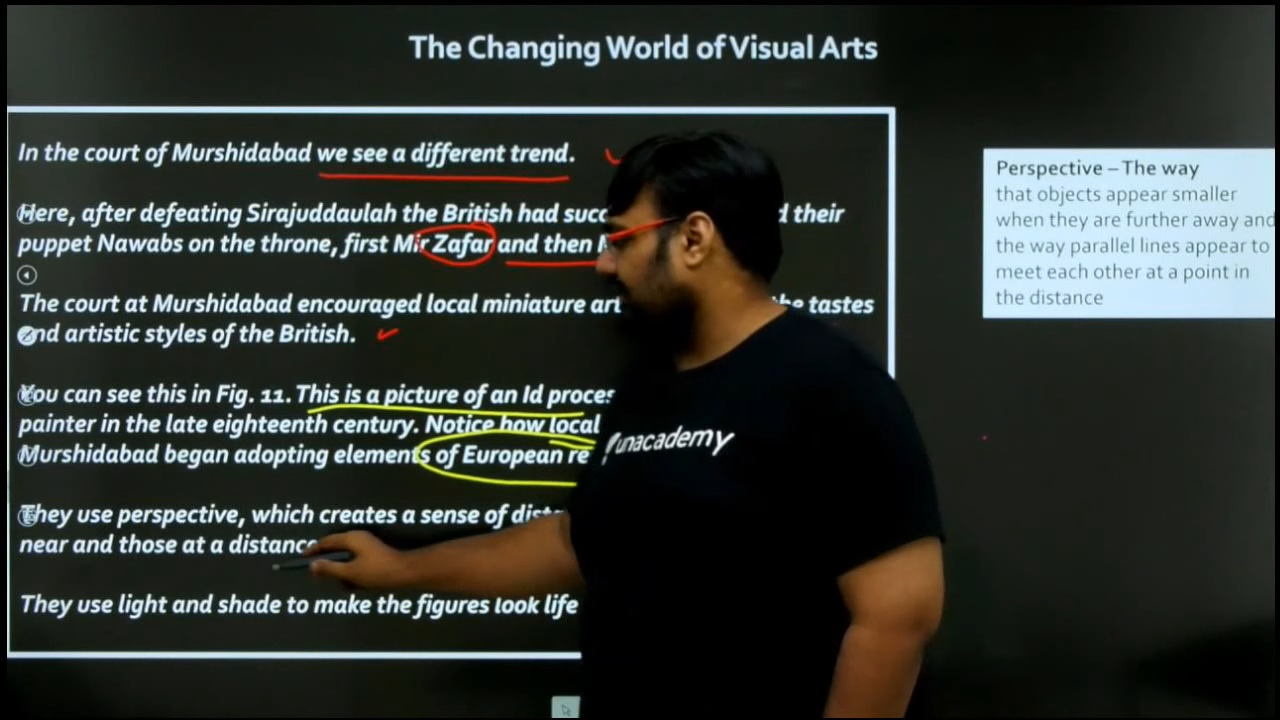 The Changing World of Visual Arts
In the court of Murshidabad we see a different trend.
Here, after defeating Sirajuddaulah the British had succ d their
puppet Nawabs on the throne, first Mir Zafar and then
The court at Murshidabad encouraged local miniature art the tastes
and artistic styles of the British.
You can see this in Fig. 11. This is a picture of an Id proces
painter in the late eighteenth century. Notice how local
Murshidabad began adopting elements of European re
They use perspective, which creates a sense of dista
near and those at a distance
They use light and shade to make the figures look life
Perspective – The way
that objects appear smaller
when they are further away and
the way parallel lines appear to
meet each other at a point in
the distance
unacademy